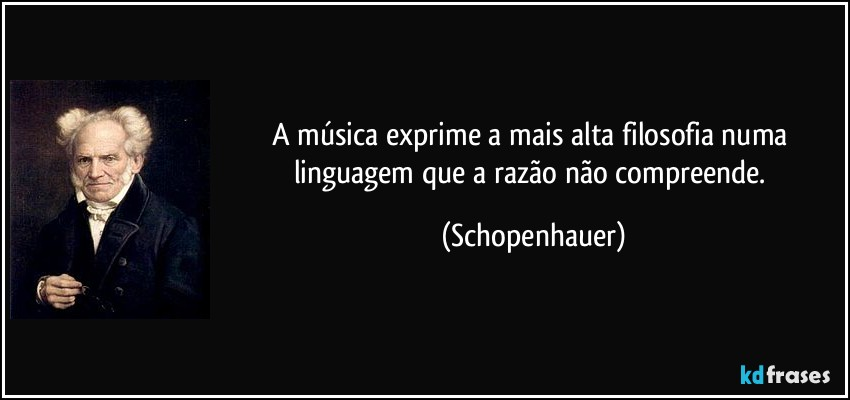 A música exprime a mais alta filosofia numa
linguagem que a razão não compreende.
(Schopenhauer)
kdfrases